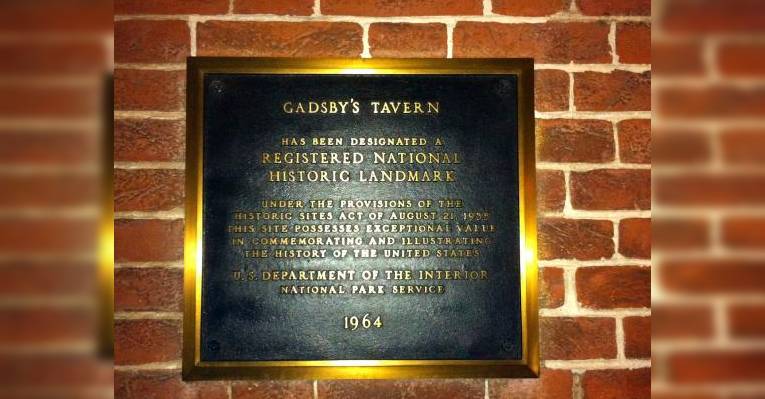 GADSBY'S TAVERN
HAS BEEN DESIGNATED A
REGISTERED NATIONAL
HISTORIC LANDMARK
UNDER THE PROVISIONS OF THE
HISTORIC SITES ACT OF AUGUST 21, 1935
THIS SITE POSSESSES EXCEPTIONAL VALUE
IN COMMEMORATING AND ILLUSTRATING
THE HISTORY OF THE UNITED STATES
U.S. DEPARTMENT OF THE INTERIOR
NATIONAL PARK SERVICE
1964